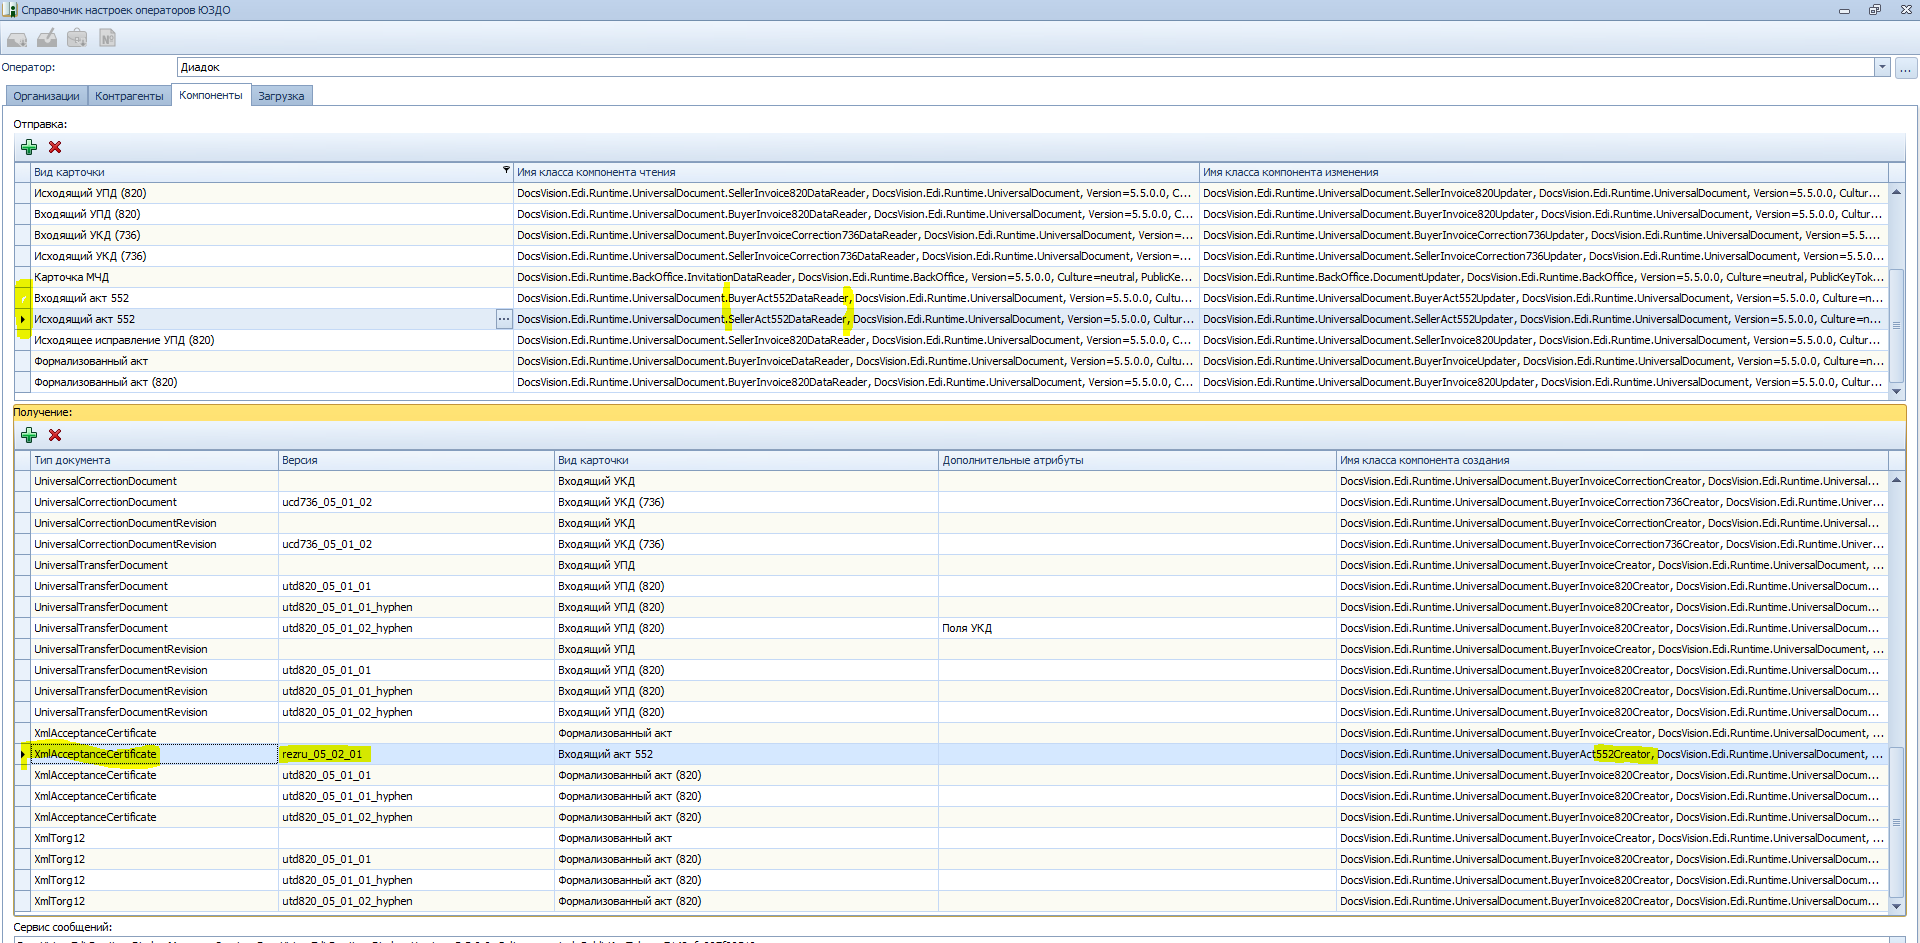 Справочник настроек операторов ЮЗДО
Оператор: Диадок
Организации Контрагенты Компоненты Загрузка
Отправка:
Вид карточки Имя класса компонента чтения Имя класса компонента изменения
Исходящий УПД (820) DocsVision.Edi.Runtime.UniversalDocument.SellerInvoice820DataReader, DocsVision.Edi.Runtime.UniversalDocument, Version=5.5.0.0, C... DocsVision.Edi.Runtime.UniversalDocument.SellerInvoice820Updater, DocsVision.Edi.Runtime.UniversalDocument, Version=5.5.0.0, Cultur...
Входящий УПД (820) DocsVision.Edi.Runtime.UniversalDocument.BuyerInvoice820DataReader, DocsVision.Edi.Runtime.UniversalDocument, Version=5.5.0.0, C... DocsVision.Edi.Runtime.UniversalDocument.BuyerInvoice820Updater, DocsVision.Edi.Runtime.UniversalDocument, Version=5.5.0.0, Cultur...
Входящий УКД (736) DocsVision.Edi.Runtime.UniversalDocument.BuyerInvoiceCorrection736DataReader, DocsVision.Edi.Runtime.UniversalDocument, Version=... DocsVision.Edi.Runtime.UniversalDocument.BuyerInvoiceCorrection736Updater, DocsVision.Edi.Runtime.UniversalDocument, Version=5.5....
Исходящий УКД (736) DocsVision.Edi.Runtime.UniversalDocument.SellerInvoiceCorrection736DataReader, DocsVision.Edi.Runtime.UniversalDocument, Version=... DocsVision.Edi.Runtime.UniversalDocument.SellerInvoiceCorrection736Updater, DocsVision.Edi.Runtime.UniversalDocument, Version=5.5.0...
Карточка МЧД DocsVision.Edi.Runtime.BackOffice.InvitationDataReader, DocsVision.Edi.Runtime.BackOffice, Version=5.5.0.0, Culture=neutral, PublicKe... DocsVision.Edi.Runtime.BackOffice.DocumentUpdater, DocsVision.Edi.Runtime.BackOffice, Version=5.5.0.0, Culture=neutral, PublicKeyTok...
Входящий акт 552 DocsVision.Edi.Runtime.UniversalDocument.BuyerAct552DataReader, DocsVision.Edi.Runtime.UniversalDocument, Version=5.5.0.0, Cultu... DocsVision.Edi.Runtime.UniversalDocument.BuyerAct552Updater, DocsVision.Edi.Runtime.UniversalDocument, Version=5.5.0.0, Culture=n...
Исходящий акт 552 ... DocsVision.Edi.Runtime.UniversalDocument.SellerAct552DataReader, DocsVision.Edi.Runtime.UniversalDocument, Version=5.5.0.0, Cultur... DocsVision.Edi.Runtime.UniversalDocument.SellerAct552Updater, DocsVision.Edi.Runtime.UniversalDocument, Version=5.5.0.0, Culture=n...
Исходящее исправление УПД (820) DocsVision.Edi.Runtime.UniversalDocument.SellerInvoice820DataReader, DocsVision.Edi.Runtime.UniversalDocument, Version=5.5.0.0, C... DocsVision.Edi.Runtime.UniversalDocument.SellerInvoice820Updater, DocsVision.Edi.Runtime.UniversalDocument, Version=5.5.0.0, Cultur...
Формализованный акт DocsVision.Edi.Runtime.UniversalDocument.BuyerInvoiceDataReader, DocsVision.Edi.Runtime.UniversalDocument, Version=5.5.0.0, Cultu... DocsVision.Edi.Runtime.UniversalDocument.BuyerInvoiceUpdater, DocsVision.Edi.Runtime.UniversalDocument, Version=5.5.0.0, Culture=n...
Формализованный акт (820) DocsVision.Edi.Runtime.UniversalDocument.BuyerInvoice820DataReader, DocsVision.Edi.Runtime.UniversalDocument, Version=5.5.0.0, C... DocsVision.Edi.Runtime.UniversalDocument.BuyerInvoice820Updater, DocsVision.Edi.Runtime.UniversalDocument, Version=5.5.0.0, Cultur...
Получение:
Тип документа Версия Вид карточки Дополнительные атрибуты Имя класса компонента создания
UniversalCorrectionDocument Входящий УКД DocsVision.Edi.Runtime.UniversalDocument.BuyerInvoiceCorrectionCreator, DocsVision.Edi.Runtime.Universal...
UniversalCorrectionDocument ucd736_05_01_02 Входящий УКД (736) DocsVision.Edi.Runtime.UniversalDocument.BuyerInvoiceCorrection736Creator, DocsVision.Edi.Runtime.Univer...
UniversalCorrectionDocumentRevision Входящий УКД DocsVision.Edi.Runtime.UniversalDocument.BuyerInvoiceCorrectionCreator, DocsVision.Edi.Runtime.Universal...
UniversalCorrectionDocumentRevision ucd736_05_01_02 Входящий УКД (736) DocsVision.Edi.Runtime.UniversalDocument.BuyerInvoiceCorrection736Creator, DocsVision.Edi.Runtime.Univer...
UniversalTransferDocument Входящий УПД DocsVision.Edi.Runtime.UniversalDocument.BuyerInvoiceCreator, DocsVision.Edi.Runtime.UniversalDocument, ...
UniversalTransferDocument utd820_05_01_01 Входящий УПД (820) DocsVision.Edi.Runtime.UniversalDocument.BuyerInvoice820Creator, DocsVision.Edi.Runtime.UniversalDocum...
UniversalTransferDocument utd820_05_01_01_hyphen Входящий УПД (820) DocsVision.Edi.Runtime.UniversalDocument.BuyerInvoice820Creator, DocsVision.Edi.Runtime.UniversalDocum...
UniversalTransferDocument utd820_05_01_02_hyphen Входящий УПД (820) Поля УКД DocsVision.Edi.Runtime.UniversalDocument.BuyerInvoice820Creator, DocsVision.Edi.Runtime.UniversalDocum...
UniversalTransferDocumentRevision Входящий УПД DocsVision.Edi.Runtime.UniversalDocument.BuyerInvoiceCreator, DocsVision.Edi.Runtime.UniversalDocument, ...
UniversalTransferDocumentRevision utd820_05_01_01 Входящий УПД (820) DocsVision.Edi.Runtime.UniversalDocument.BuyerInvoice820Creator, DocsVision.Edi.Runtime.UniversalDocum...
UniversalTransferDocumentRevision utd820_05_01_01_hyphen Входящий УПД (820) DocsVision.Edi.Runtime.UniversalDocument.BuyerInvoice820Creator, DocsVision.Edi.Runtime.UniversalDocum...
UniversalTransferDocumentRevision utd820_05_01_02_hyphen Входящий УПД (820) DocsVision.Edi.Runtime.UniversalDocument.BuyerInvoice820Creator, DocsVision.Edi.Runtime.UniversalDocum...
XmlAcceptanceCertificate Формализованный акт DocsVision.Edi.Runtime.UniversalDocument.BuyerInvoiceCreator, DocsVision.Edi.Runtime.UniversalDocument, ...
XmlAcceptanceCertificate rezru_05_02_01 Входящий акт 552 DocsVision.Edi.Runtime.UniversalDocument.BuyerAct552Creator, DocsVision.Edi.Runtime.UniversalDocument, ...
XmlAcceptanceCertificate utd820_05_01_01 Формализованный акт (820) DocsVision.Edi.Runtime.UniversalDocument.BuyerInvoice820Creator, DocsVision.Edi.Runtime.UniversalDocum...
XmlAcceptanceCertificate utd820_05_01_01_hyphen Формализованный акт (820) DocsVision.Edi.Runtime.UniversalDocument.BuyerInvoice820Creator, DocsVision.Edi.Runtime.UniversalDocum...
XmlAcceptanceCertificate utd820_05_01_02_hyphen Формализованный акт (820) DocsVision.Edi.Runtime.UniversalDocument.BuyerInvoice820Creator, DocsVision.Edi.Runtime.UniversalDocum...
XmlTorg12 Формализованный акт DocsVision.Edi.Runtime.UniversalDocument.BuyerInvoiceCreator, DocsVision.Edi.Runtime.UniversalDocument, ...
XmlTorg12 utd820_05_01_01 Формализованный акт (820) DocsVision.Edi.Runtime.UniversalDocument.BuyerInvoice820Creator, DocsVision.Edi.Runtime.UniversalDocum...
XmlTorg12 utd820_05_01_01_hyphen Формализованный акт (820) DocsVision.Edi.Runtime.UniversalDocument.BuyerInvoice820Creator, DocsVision.Edi.Runtime.UniversalDocum...
XmlTorg12 utd820_05_01_02_hyphen Формализованный акт (820) DocsVision.Edi.Runtime.UniversalDocument.BuyerInvoice820Creator, DocsVision.Edi.Runtime.UniversalDocum...
Сервис сообщений: